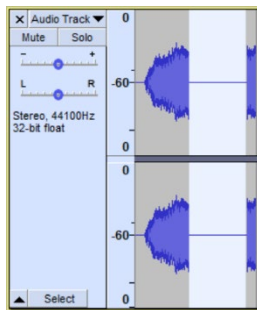 × Audio Track ▼
Mute Solo
- +
L R
Stereo, 44100Hz
32-bit float
▲ Select
0
-60-
0
0
-60-
0